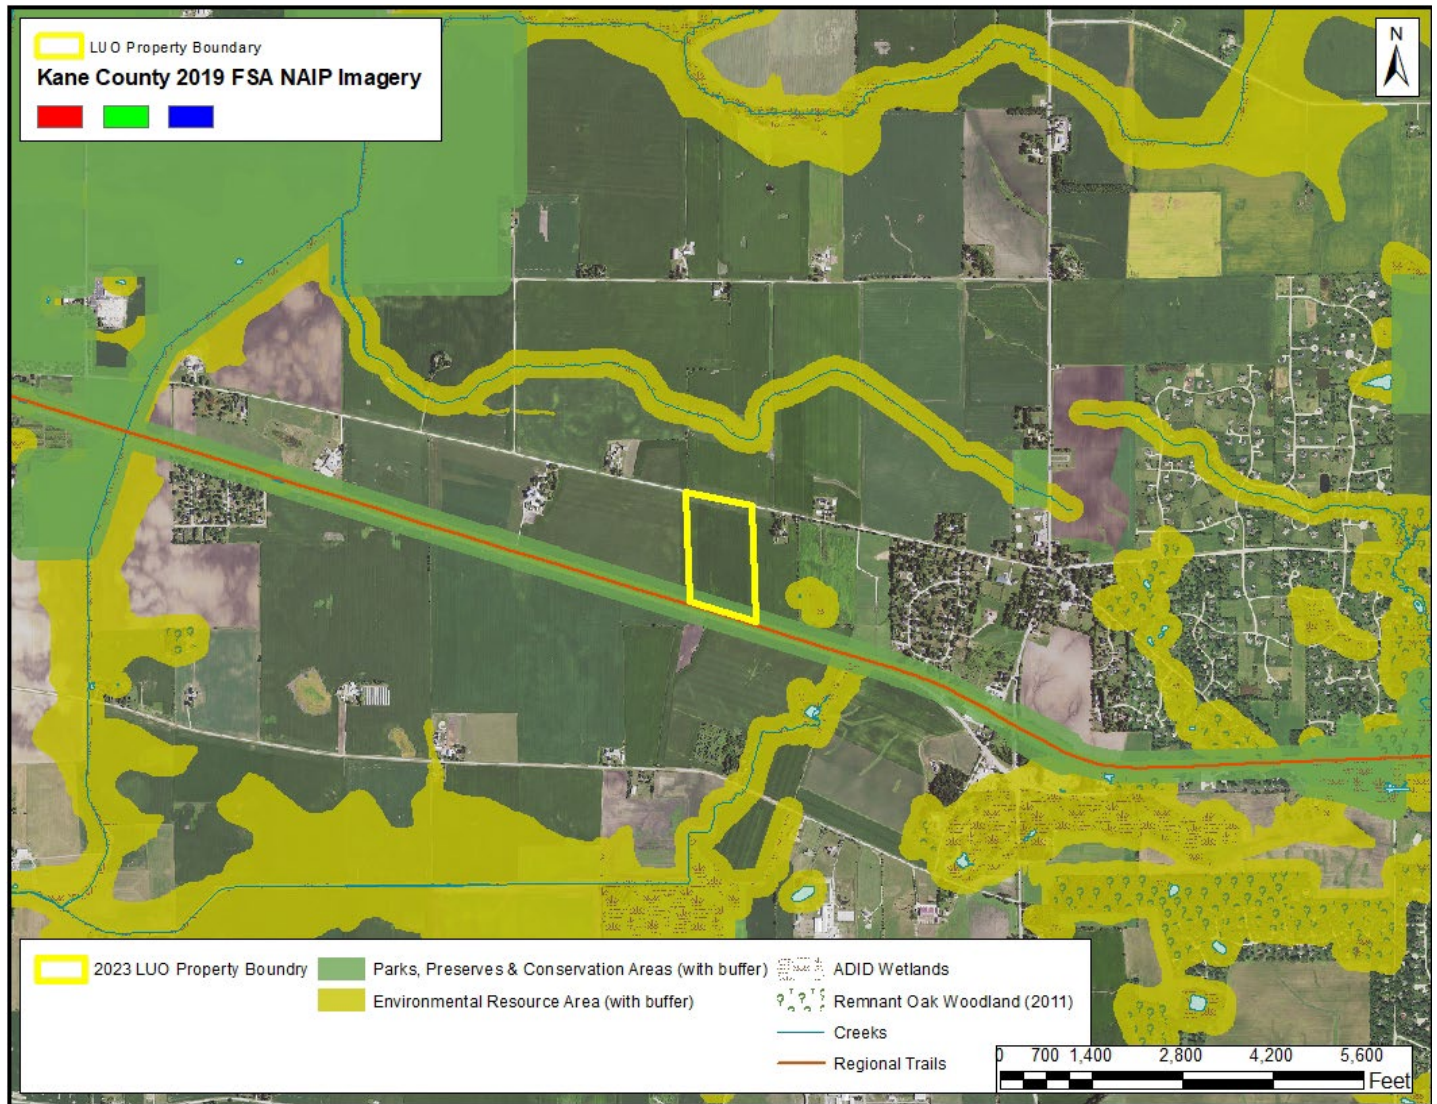 LUO Property Boundary
Kane County 2019 FSA NAIP Imagery
N
2023 LUO Property Boundry
Parks, Preserves & Conservation Areas (with buffer)
Environmental Resource Area (with buffer)
ADID Wetlands
Remnant Oak Woodland (2011)
Creeks
Regional Trails
0 700 1,400 2,800 4,200 5,600
Feet